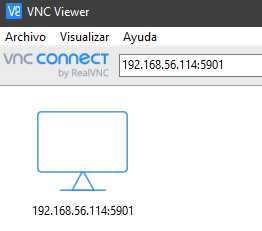 VNC Viewer
Archivo Visualizar Ayuda
vnc connect
by RealVNC
192.168.56.114:5901
192.168.56.114:5901